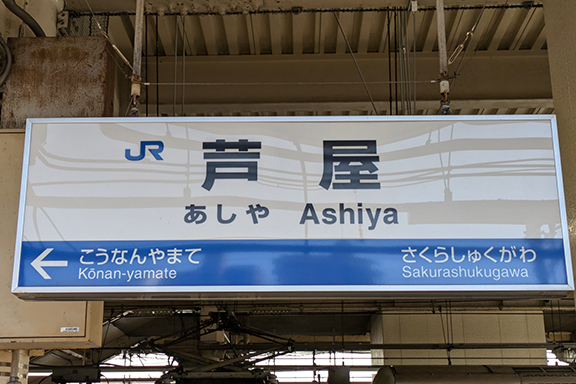 JR 芦屋
あしや Ashiya
こうなんやまて さくらしゅくがわ
Kōnan-yamate Sakurashukugawa